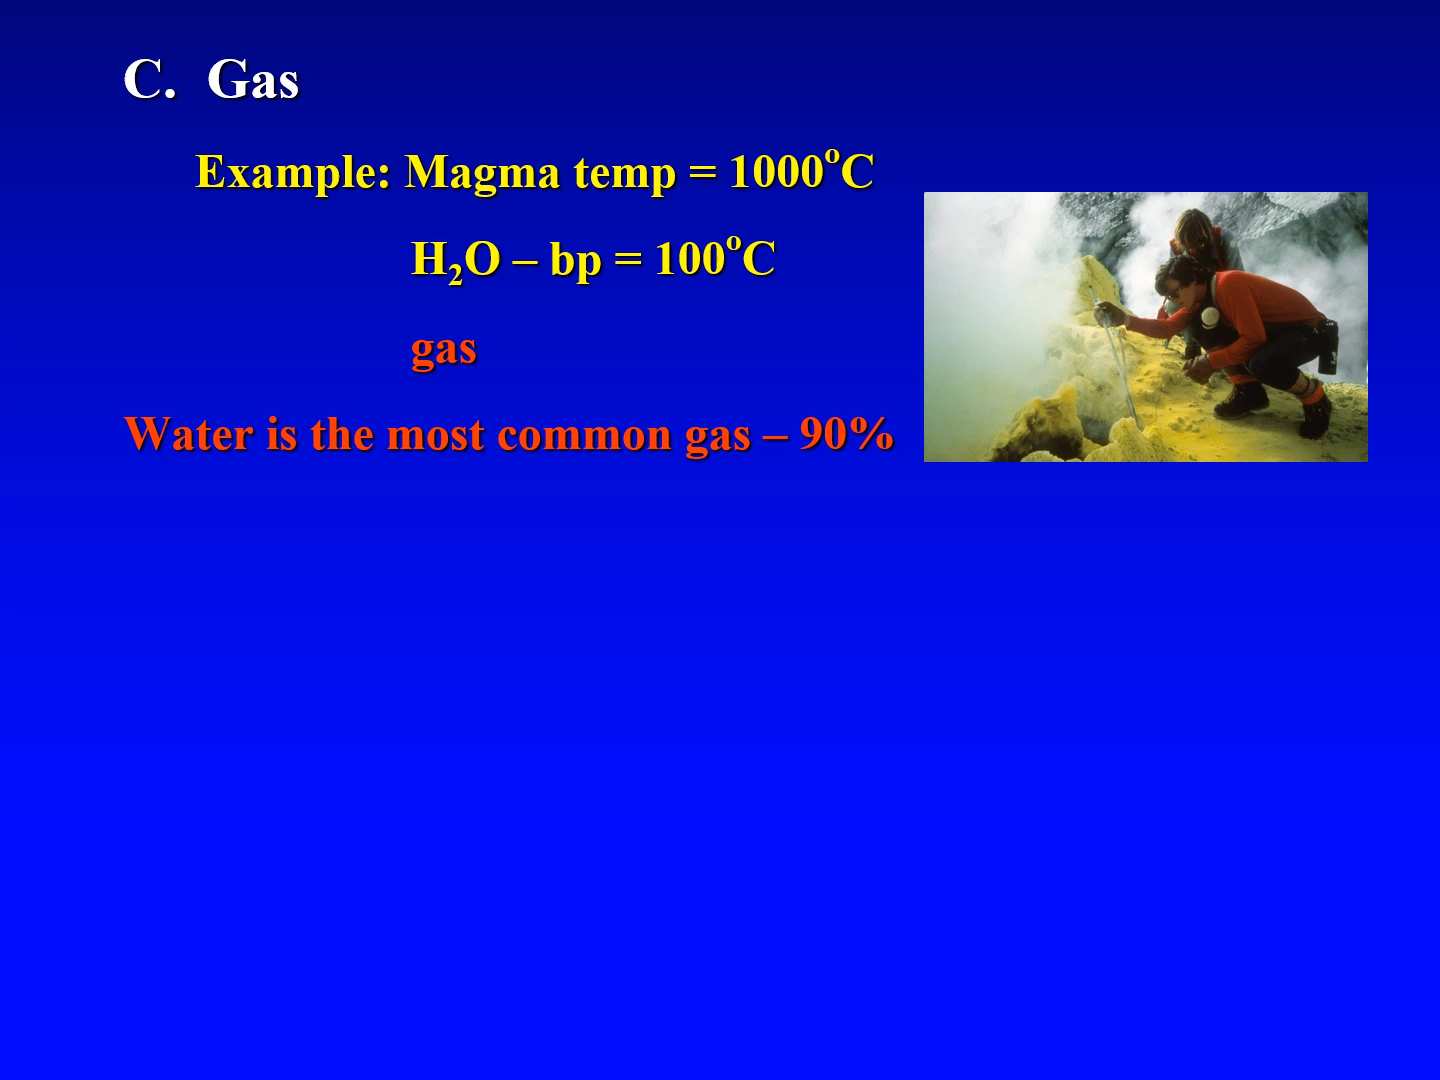 C. Gas
Example: Magma temp = 1000ºC
H₂O – bp = 100ºC
gas
Water is the most common gas – 90%